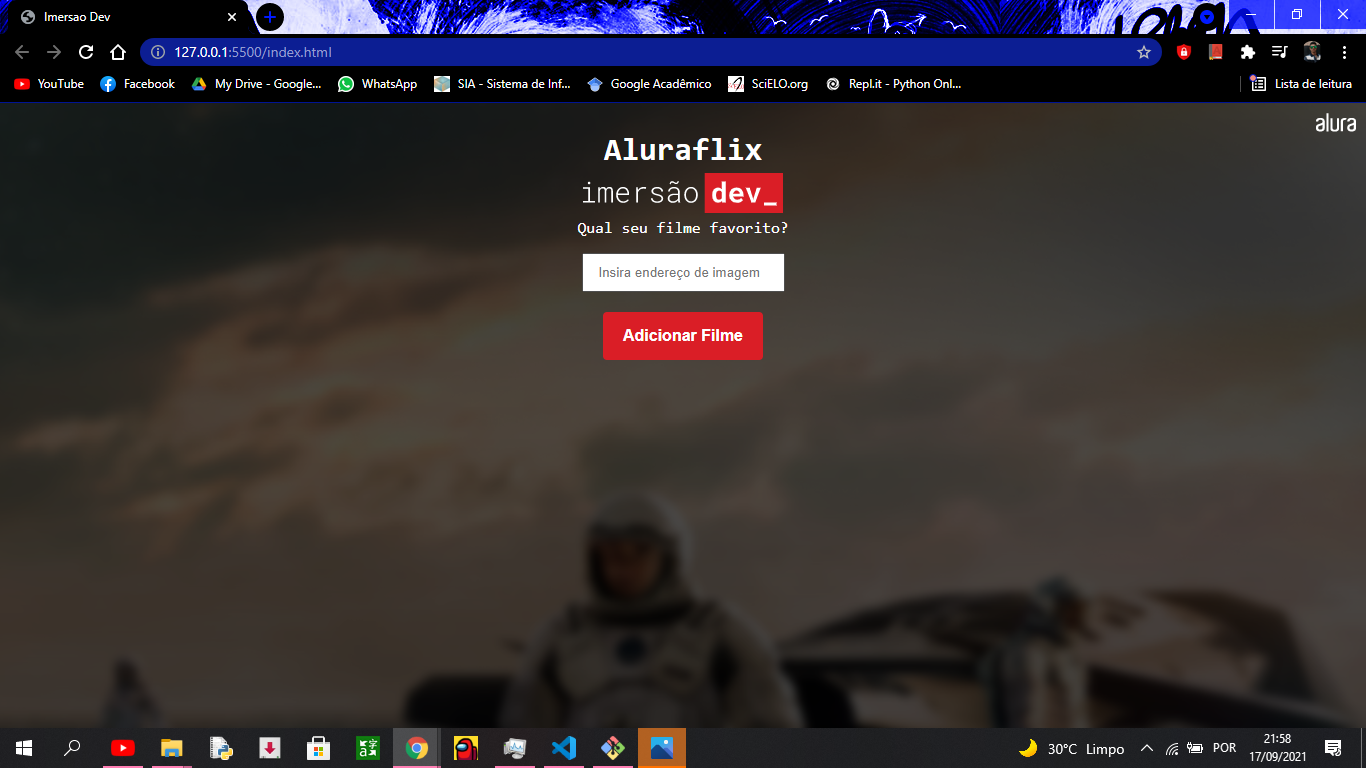 Imersao Dev
127.0.0.1:5500/index.html
YouTube
Facebook
My Drive - Google...
WhatsApp
SIA - Sistema de Inf...
Google Acadêmico
SciELO.org
Repl.it - Python Onl...
Lista de leitura
alura
Aluraflix
imersão dev_
Qual seu filme favorito?
Insira endereço de imagem
Adicionar Filme
30°C Limpo
POR
21:58
17/09/2021